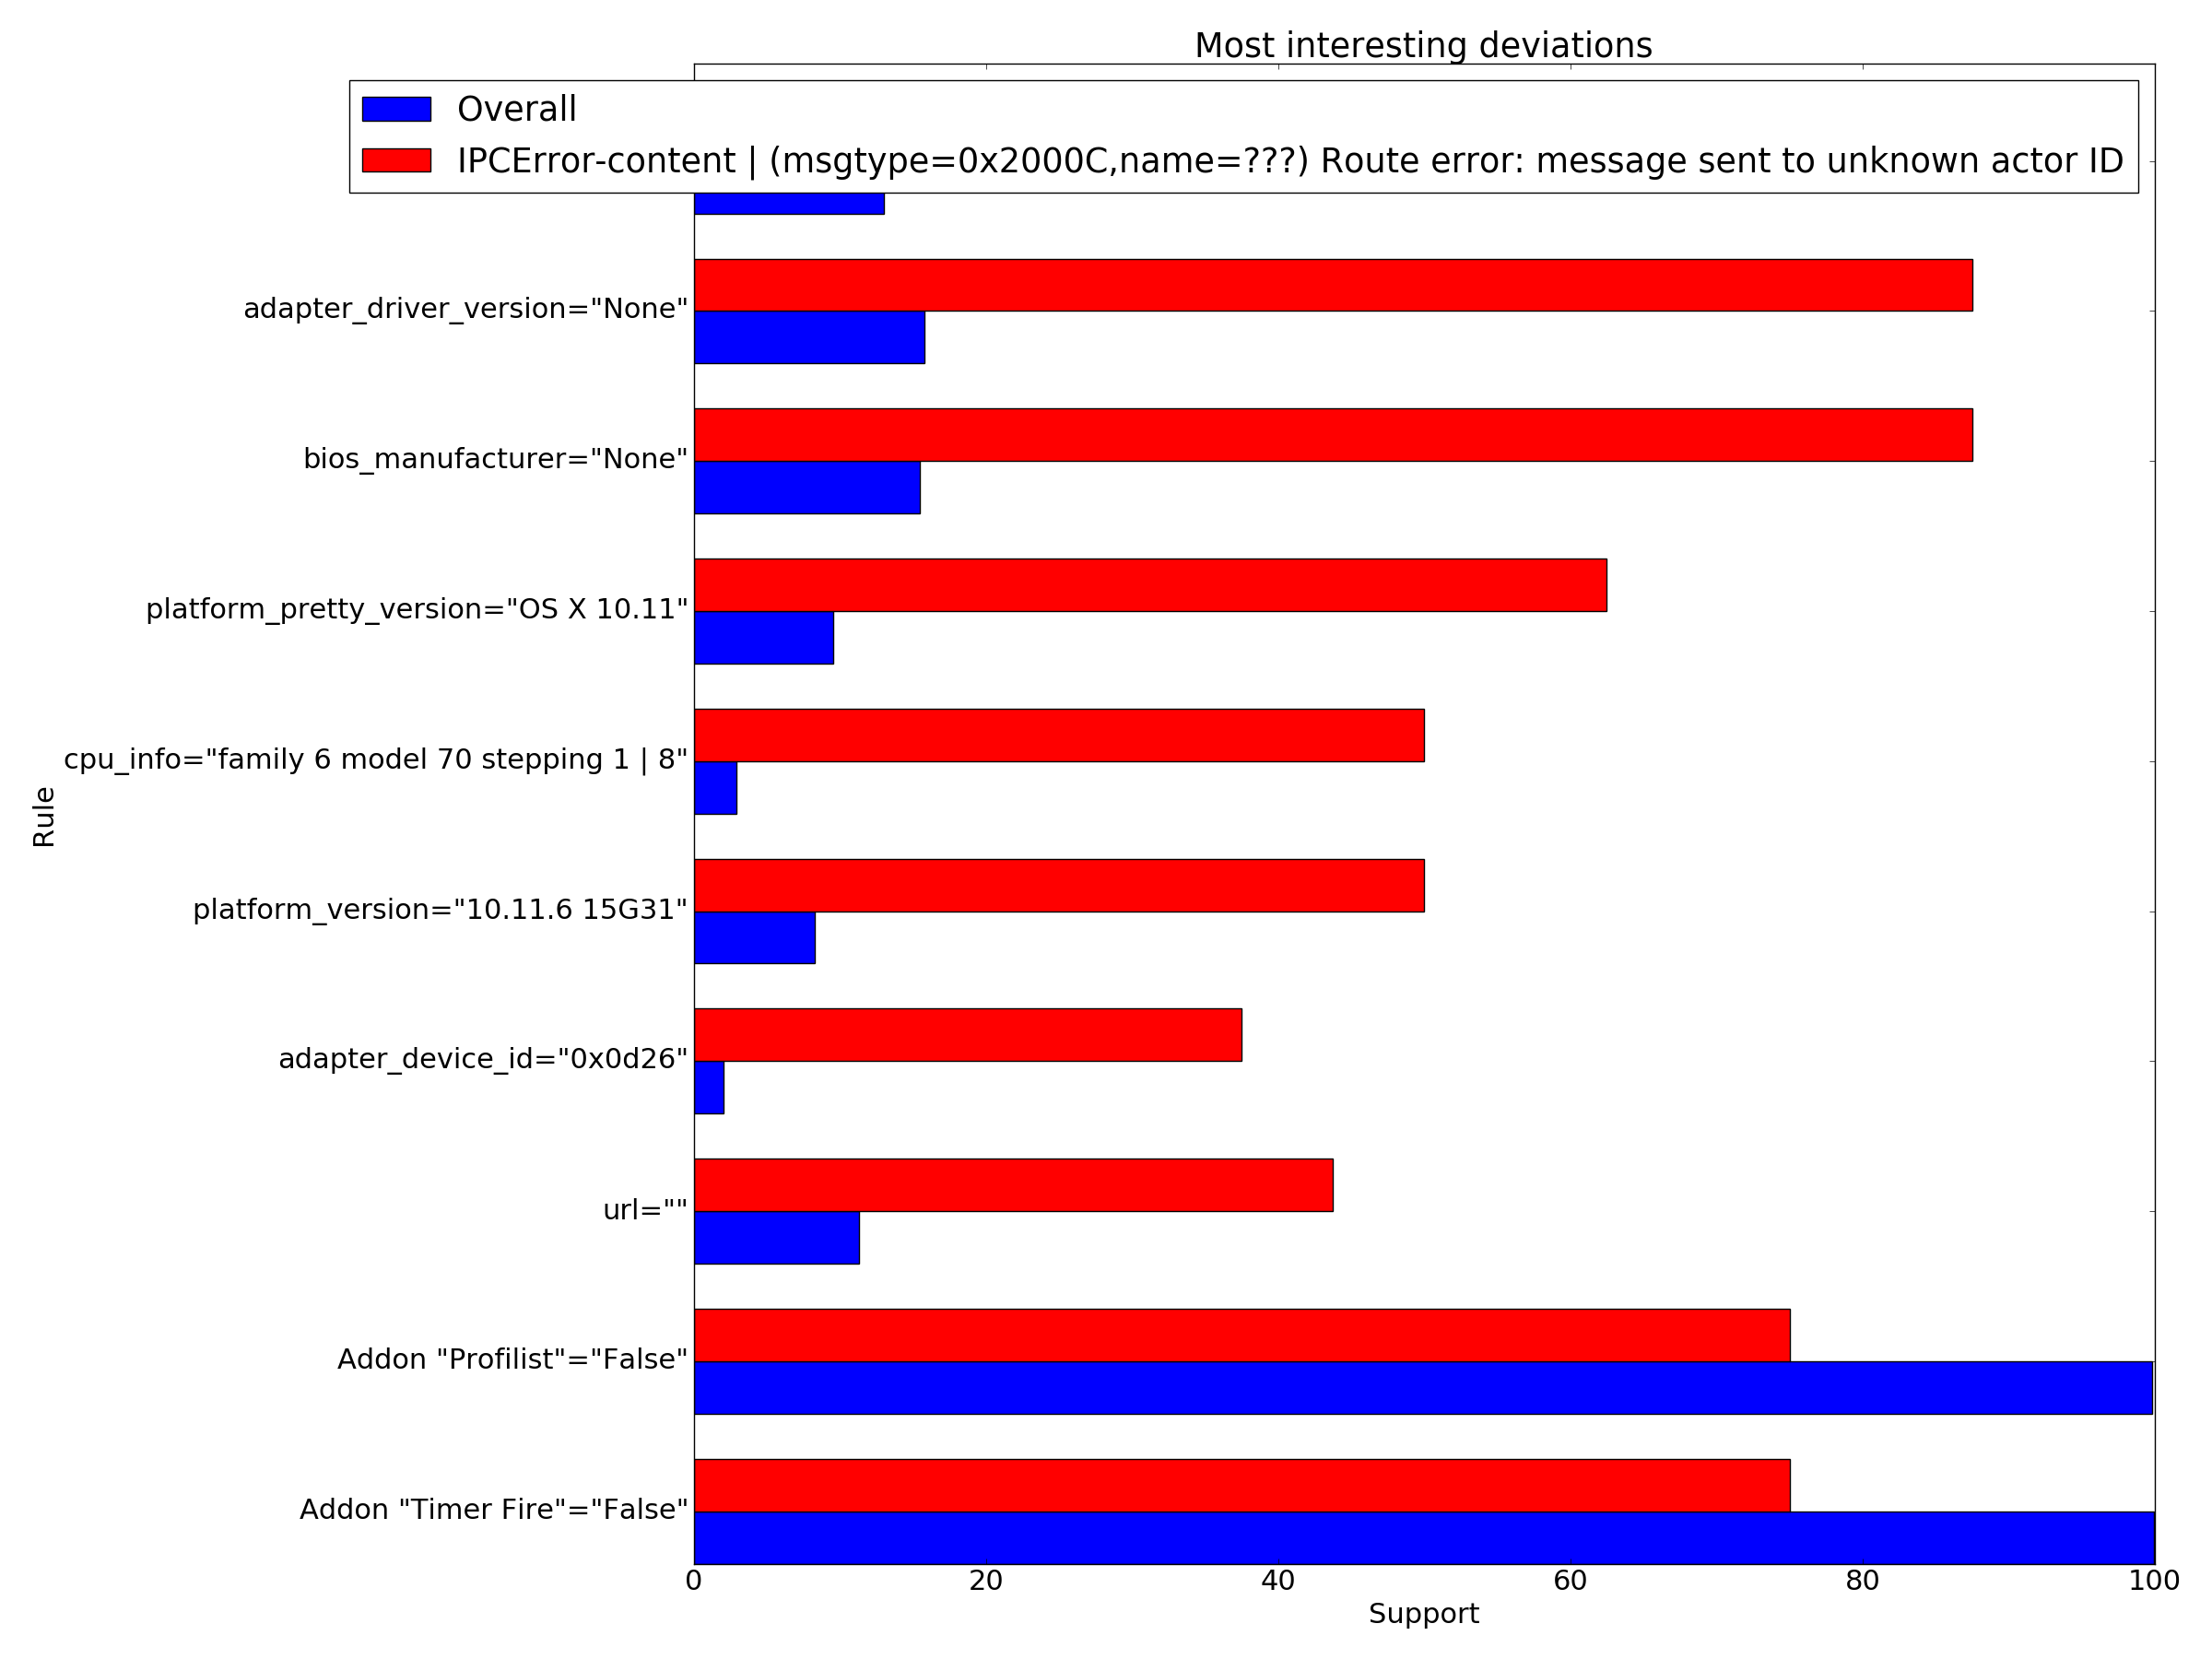 Most interesting deviations
Overall
IPCError-content | (msgtype=0x2000C,name=???) Route error: message sent to unknown actor ID
adapter_driver_version="None"
bios_manufacturer="None"
platform_pretty_version="OS X 10.11"
cpu_info="family 6 model 70 stepping 1 | 8"
Rule
platform_version="10.11.6 15G31"
adapter_device_id="0x0d26"
url=""
Addon "Profilist"="False"
Addon "Timer Fire"="False"
0 20 40 60 80 100
Support